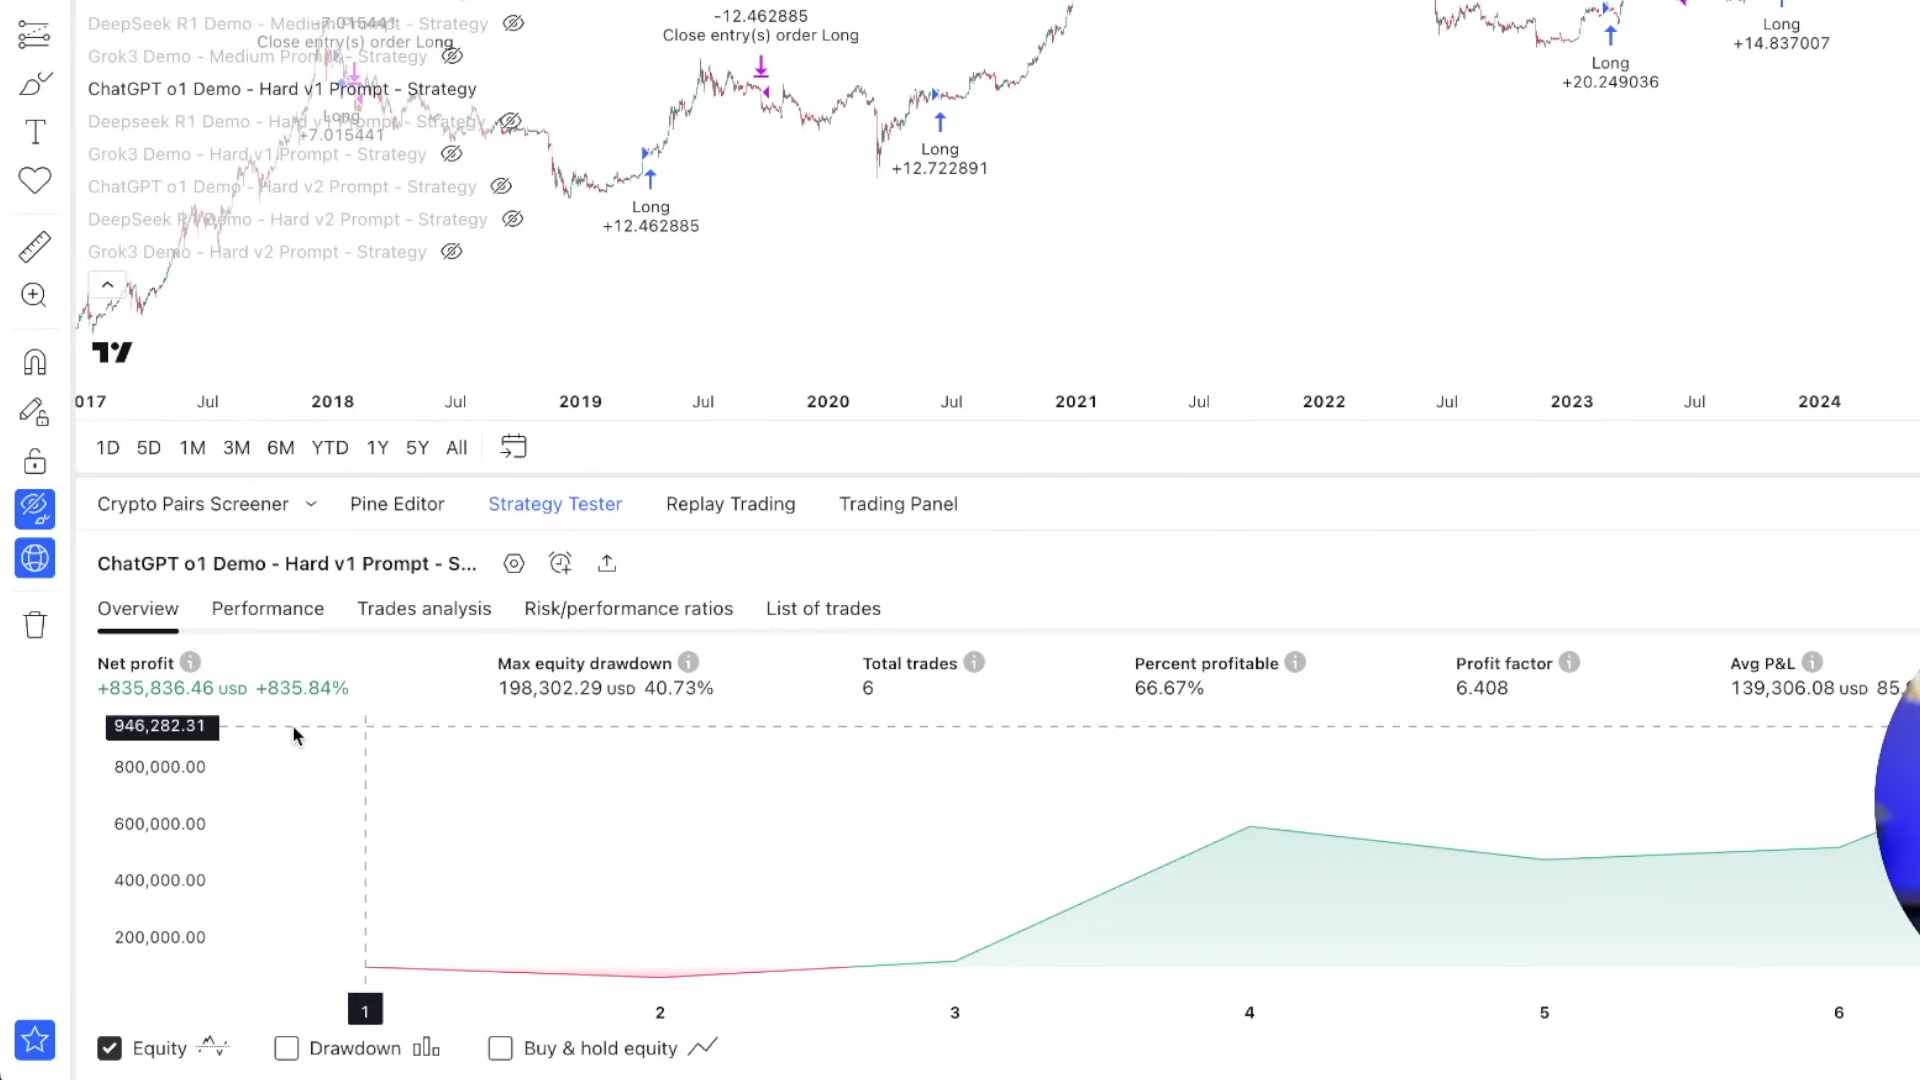 DeepSeek R1 Demo - Medium Prompt - Strategy
-7.015441
Close entry(s) order Long
Grok3 Demo - Medium Prompt - Strategy
ChatGPT o1 Demo - Hard v1 Prompt - Strategy
Long
+7.015441
Deepseek R1 Demo - Hard v1 Prompt - Strategy
Grok3 Demo - Hard v1 Prompt - Strategy
ChatGPT o1 Demo - Hard v2 Prompt - Strategy
DeepSeek R1 Demo - Hard v2 Prompt - Strategy
Grok3 Demo - Hard v2 Prompt - Strategy
-12.462885
Close entry(s) order Long
Long
+12.462885
Long
+12.722891
Long
+20.249036
Long
+14.837007
017 Jul 2018 Jul 2019 Jul 2020 Jul 2021 Jul 2022 Jul 2023 Jul 2024
1D 5D 1M 3M 6M YTD 1Y 5Y All
Crypto Pairs Screener Pine Editor Strategy Tester Replay Trading Trading Panel
ChatGPT o1 Demo - Hard v1 Prompt - S...
Overview Performance Trades analysis Risk/performance ratios List of trades
Net profit Max equity drawdown Total trades Percent profitable Profit factor Avg P&L
+835,836.46 USD +835.84% 198,302.29 USD 40.73% 6 66.67% 6.408 139,306.08 USD 85.
946,282.31
800,000.00
600,000.00
400,000.00
200,000.00
1 2 3 4 5 6
Equity Drawdown Buy & hold equity